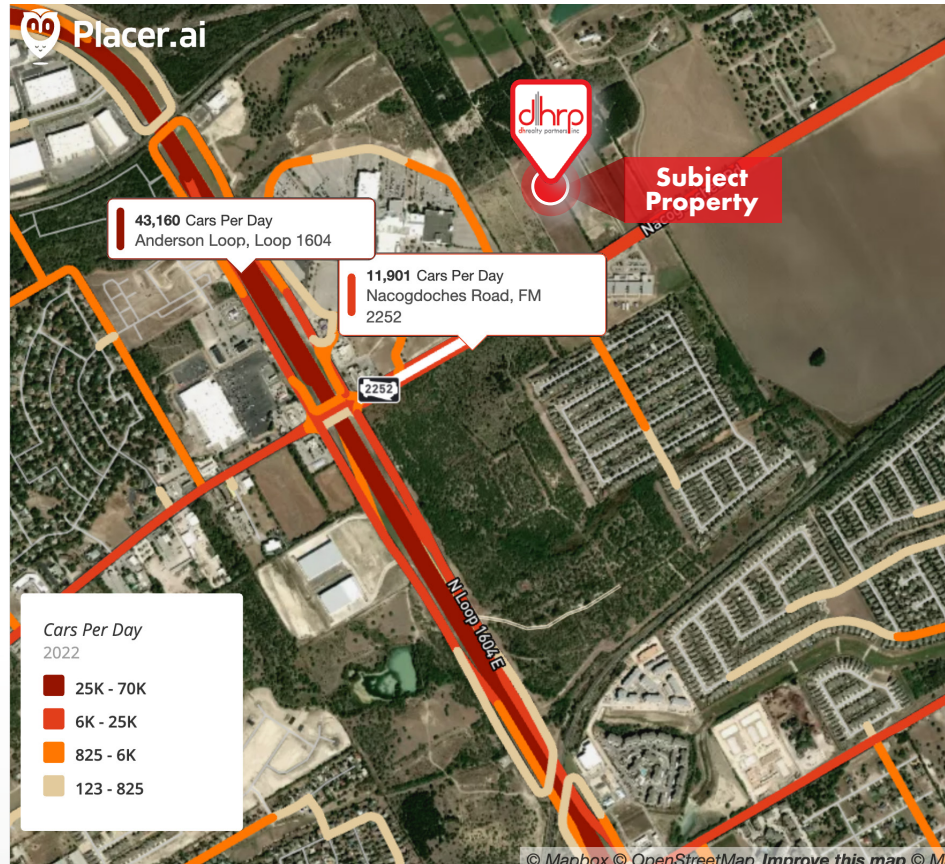 Placer.ai
dhrp
dhrealty partners inc
Subject
Property
Nacog
43,160 Cars Per Day
Anderson Loop, Loop 1604
11,901 Cars Per Day
Nacogdoches Road, FM
2252
2252
N Loop 1604 E
Cars Per Day
2022
25K - 70K
6K - 25K
825 - 6K
123 - 825
© Mapbox © OpenStreetMap Improve this map © M